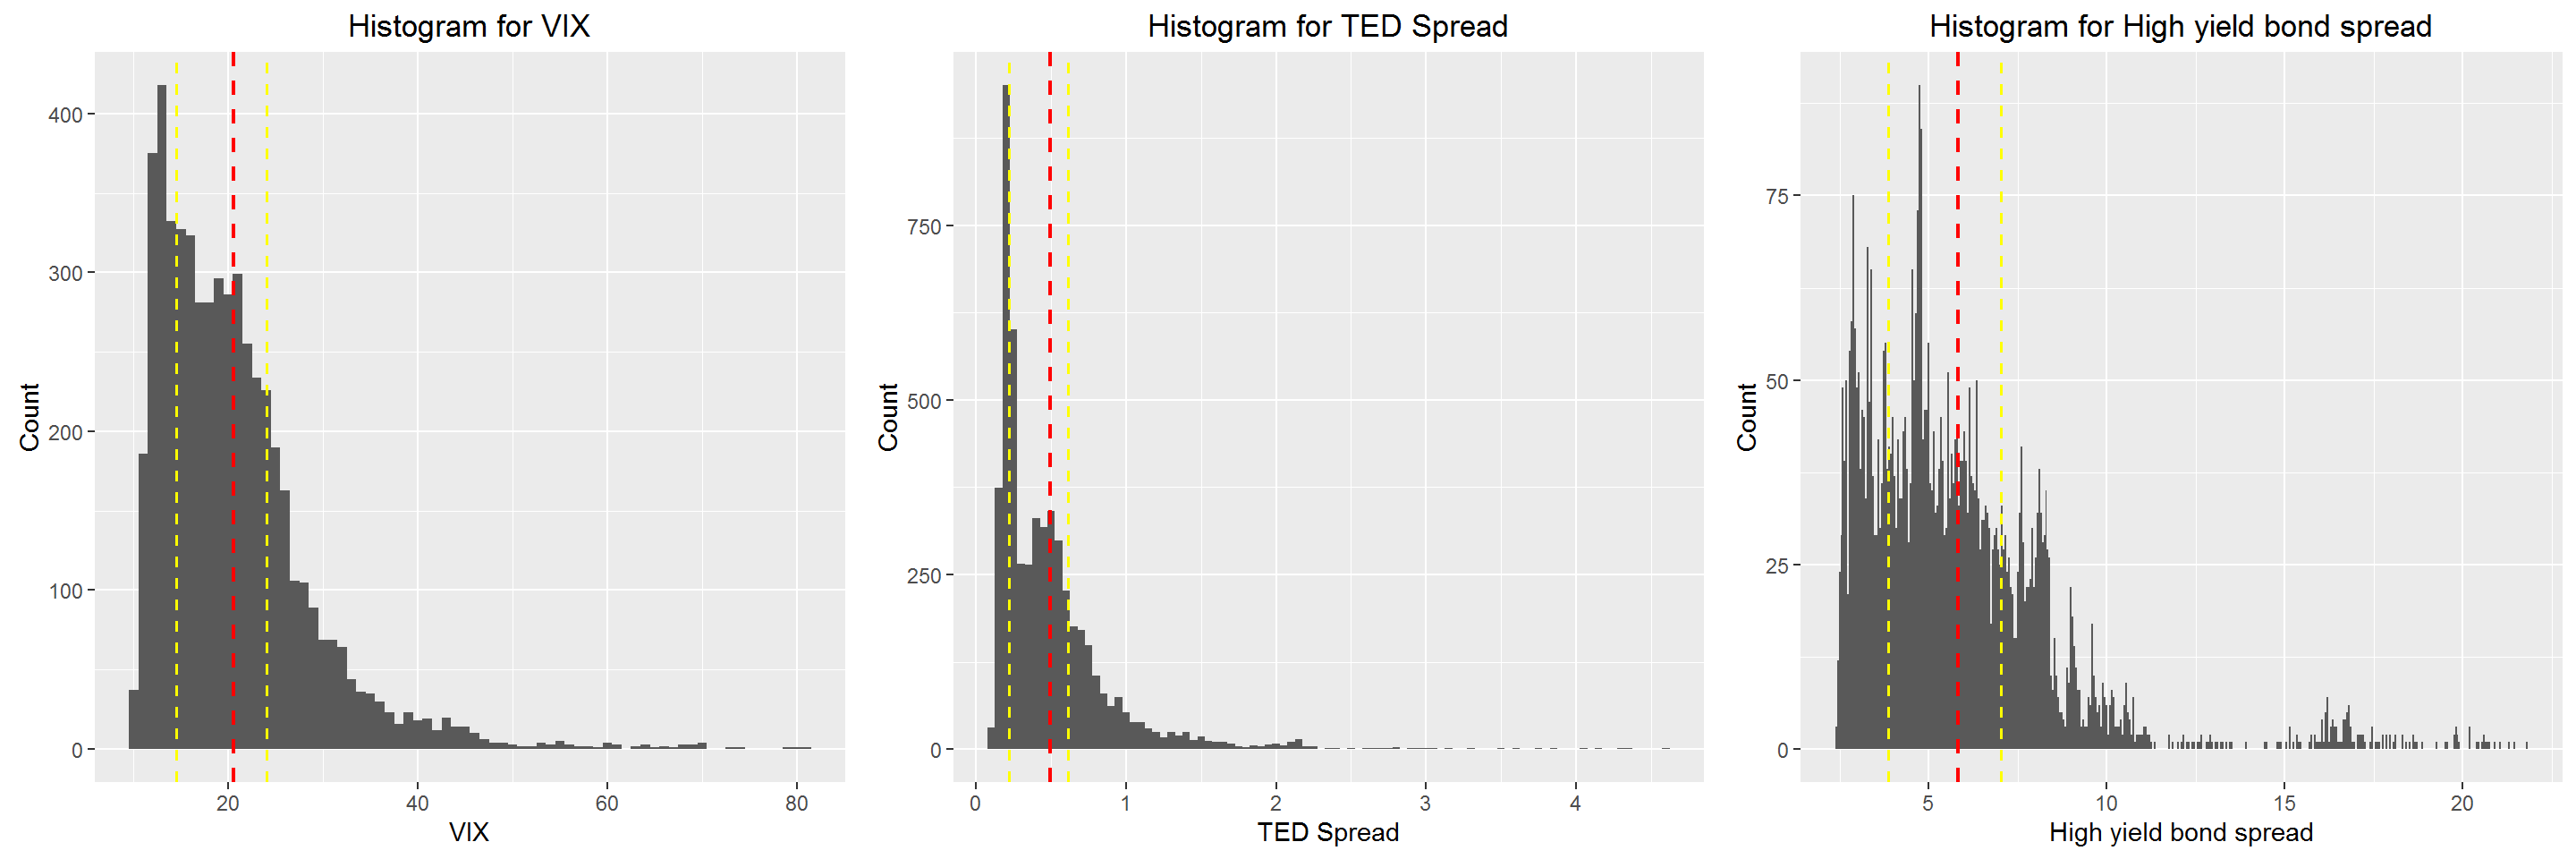 Histogram for VIX
400
300
200
100
0
Count
20 40 60 80
VIX
Histogram for TED Spread
750
500
250
0
Count
0 1 2 3 4
TED Spread
Histogram for High yield bond spread
75
50
25
0
Count
5 10 15 20
High yield bond spread